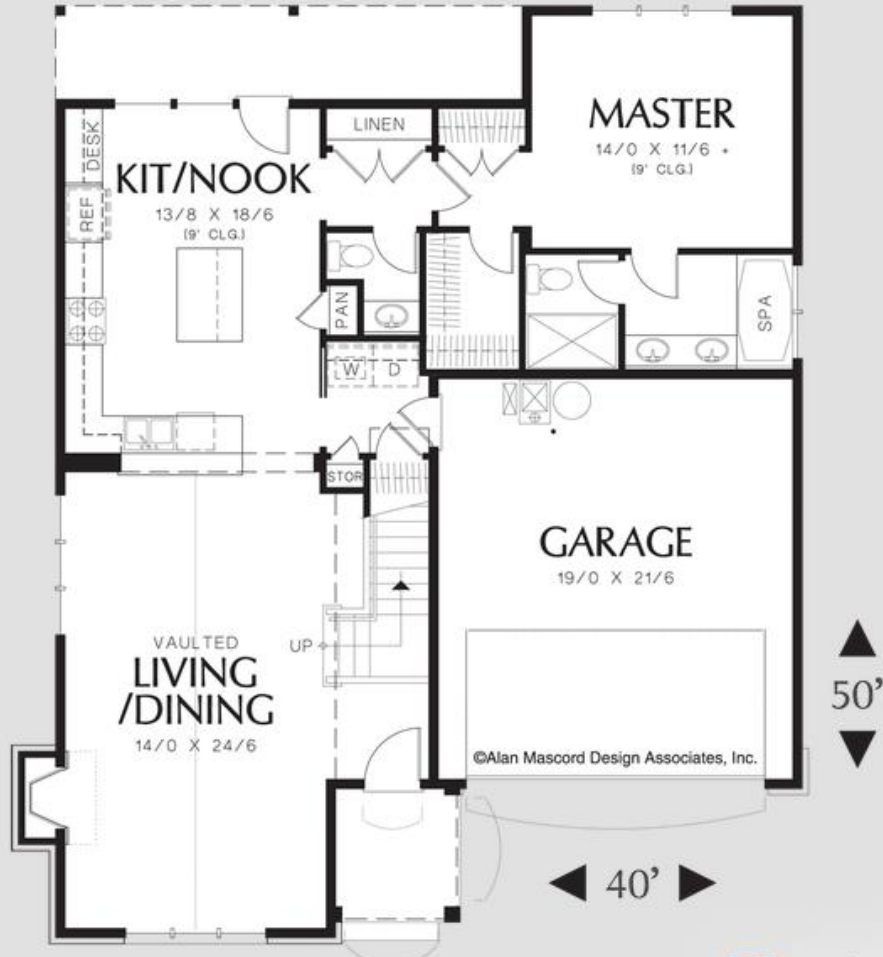 LINEN
MASTER
14/0 X 11/6 +
(9' CLG.)
DESK
KIT/NOOK
13/8 X 18/6
(9' CLG.)
REF
PAN
SPA
W D
STOR
GARAGE
19/0 X 21/6
UP
VAULTED
LIVING
/DINING
14/0 X 24/6
50'
©Alan Mascord Design Associates, Inc.
40'